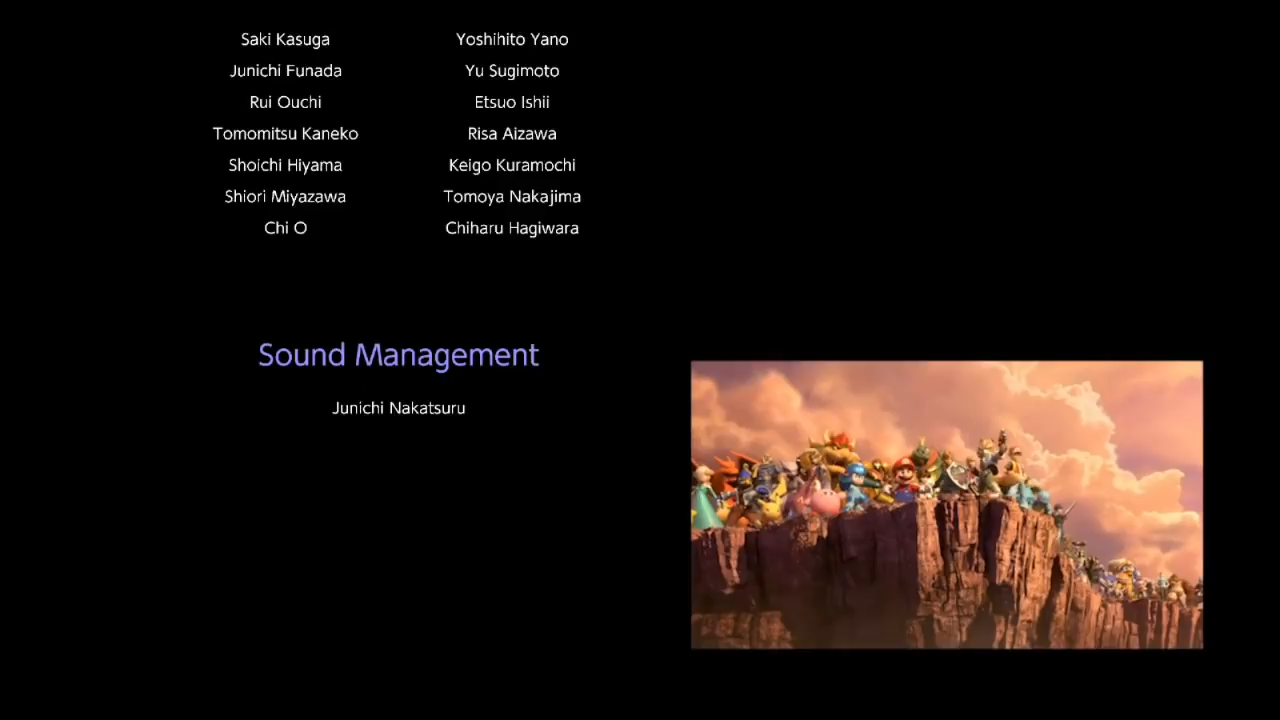 Saki Kasuga Yoshihito Yano
Junichi Funada Yu Sugimoto
Rui Ouchi Etsuo Ishii
Tomomitsu Kaneko Risa Aizawa
Shoichi Hiyama Keigo Kuramochi
Shiori Miyazawa Tomoya Nakajima
Chi O Chiharu Hagiwara
Sound Management
Junichi Nakatsuru